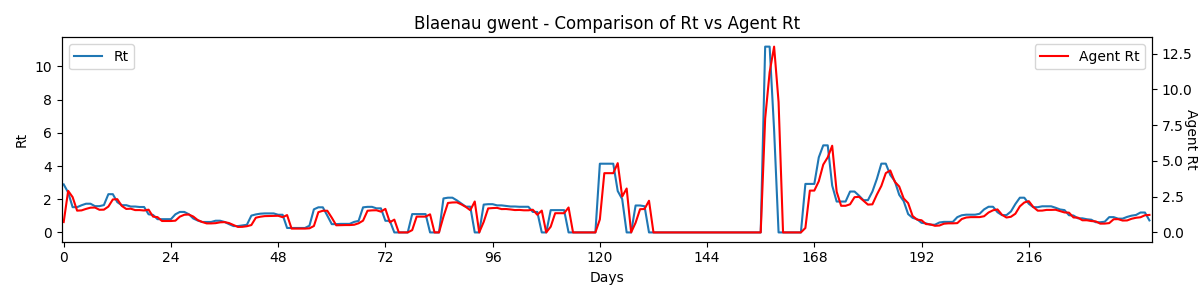 Blaenau gwent - Comparison of Rt vs Agent Rt
Rt
Agent Rt
Rt
10
8
6
4
2
0
12.5
10.0
7.5
5.0
2.5
0.0
Agent Rt
0 24 48 72 96 120 144 168 192 216
Days